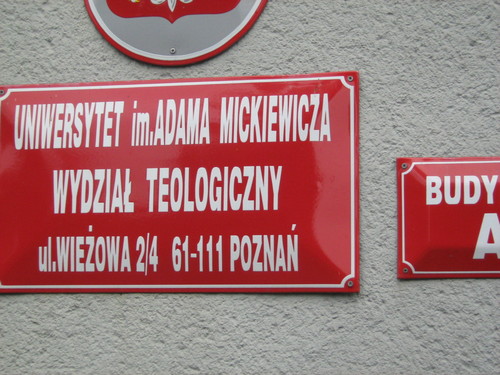 UNIWERSYTET im.ADAMA MICKIEWICZA
WYDZIAŁ TEOLOGICZNY
ul.WIEŻOWA 2/4 61-111 POZNAŃ
BUDY
A